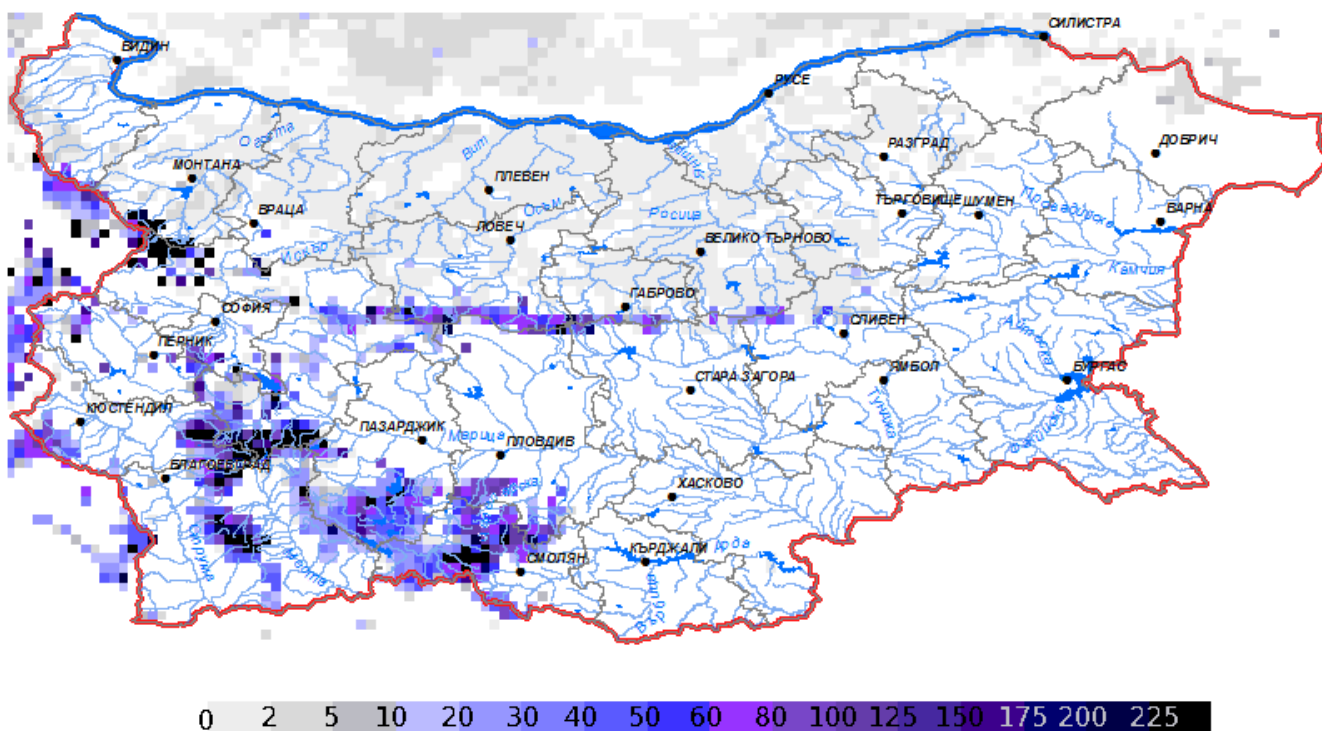 СИЛИСТРА
ВИДИН
РУСЕ
Огоста
Вит
РАЗГРАД
ДОБРИЧ
МОНТАНА
ПЛЕВЕН
ВРАЦА
Осъм
Росица
ТЪРГОВИЩЕ
ШУМЕН
ВАРНА
ЛОВЕЧ
Искър
ВЕЛИКО ТЪРНОВО
Камчия
СОФИЯ
ГАБРОВО
СЛИВЕН
ПЕРНИК
СТАРА ЗАГОРА
ЯМБОЛ
БУРГАС
КЮСТЕНДИЛ
Тунджа
ПАЗАРДЖИК
Марица
ПЛОВДИВ
БЛАГОЕВГРАД
ХАСКОВО
Струма
Места
СМОЛЯН
КЪРДЖАЛИ
0 2 5 10 20 30 40 50 60 80 100 125 150 175 200 225